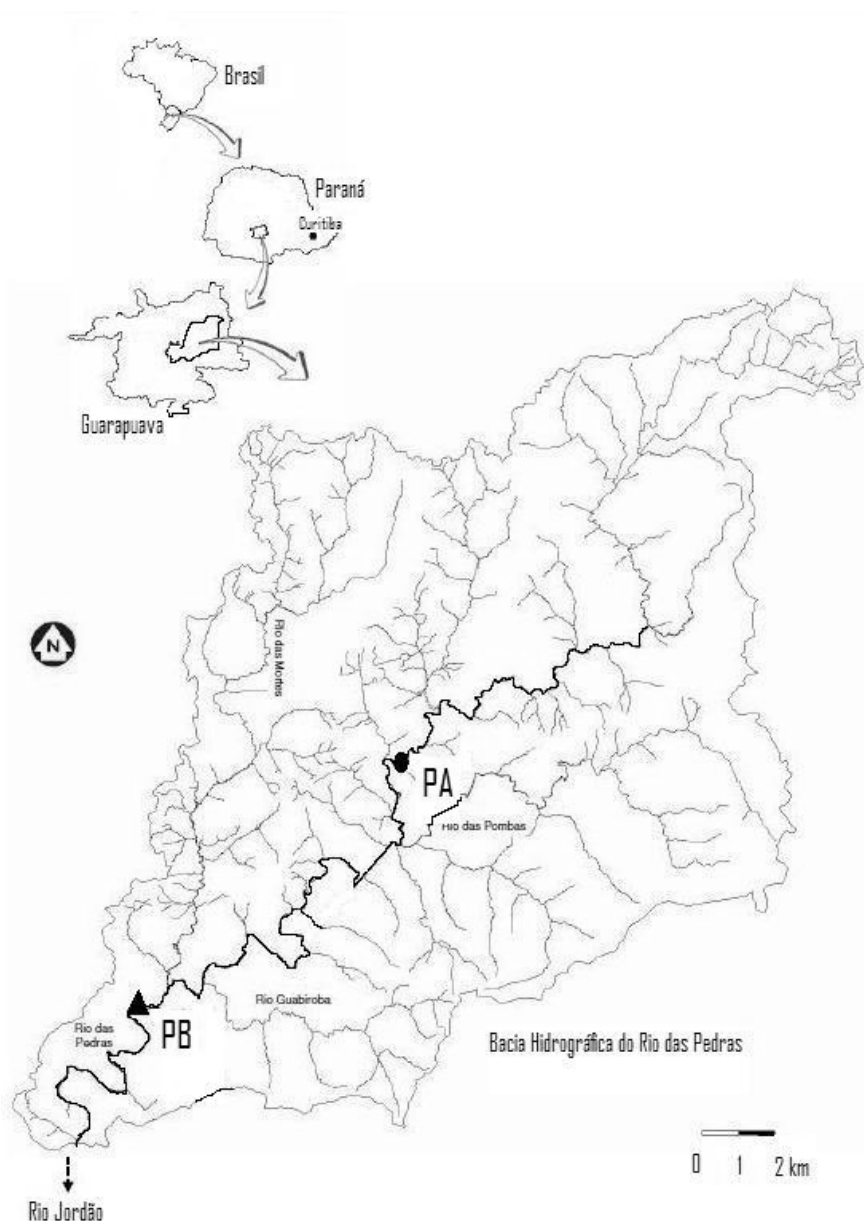 Brasil
Paraná
Curitiba
Guarapuava
N
Rio das Mortes
PA
Rio das Pombas
Rio Guabiroba
Rio das
Pedras
PB
Bacia Hidrográfica do Rio das Pedras
0 1 2 km
Rio Jordão